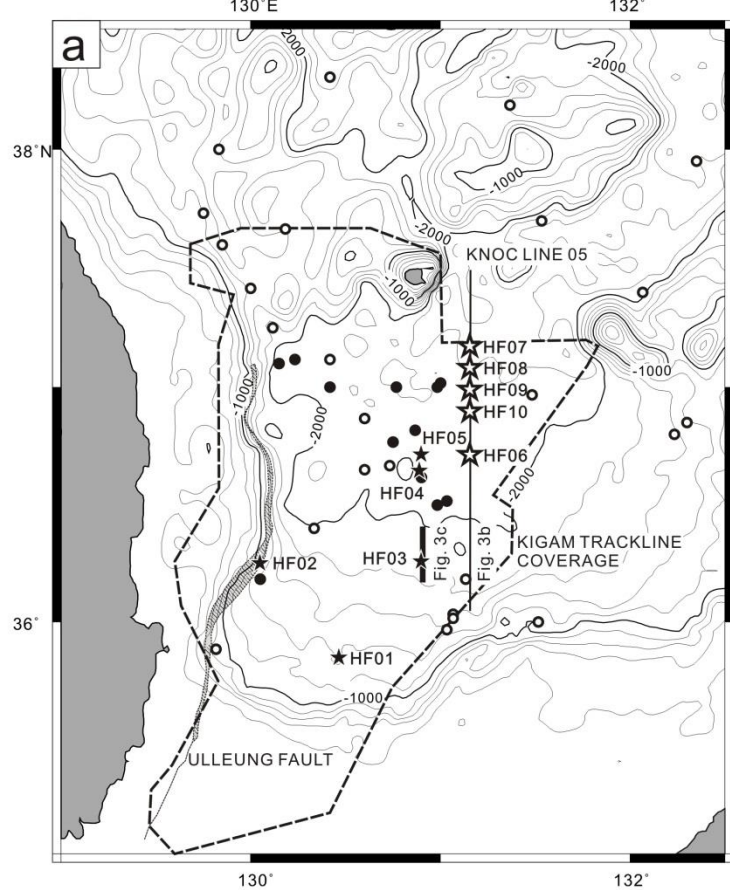 130˚E
132˚
a
-2000
-2000
38˚N
-1000
-2000
KNOC LINE 05
-1000
HF07
HF08
-1000
HF09
-1000
HF10
-2000
HF05
HF06
HF04
-2000
KIGAM TRACKLINE
COVERAGE
HF02
HF03
Fig. 3c
Fig. 3b
36˚
HF01
-1000
ULLEUNG FAULT
130˚
132˚